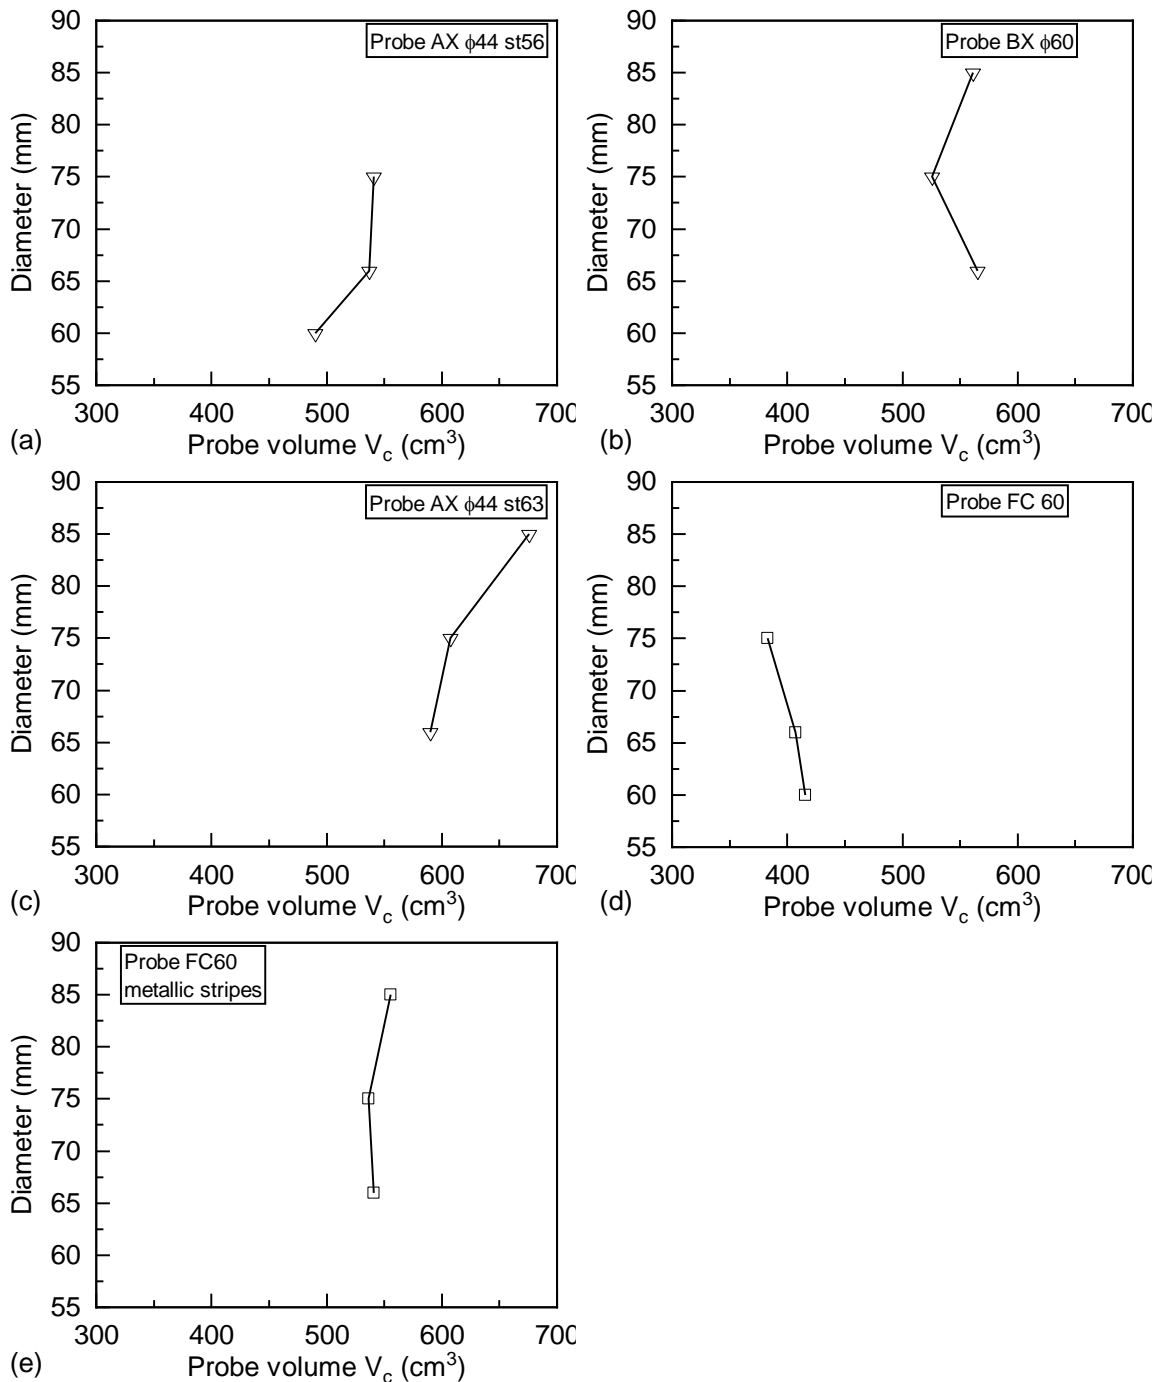 90
85
80
75
70
65
60
55
Diameter (mm)
Probe AX ϕ44 st56
300 400 500 600 700
Probe volume V_c (cm³)
(a)
90
85
80
75
70
65
60
55
Diameter (mm)
Probe BX ϕ60
300 400 500 600 700
Probe volume V_c (cm³)
(b)
90
85
80
75
70
65
60
55
Diameter (mm)
Probe AX ϕ44 st63
300 400 500 600 700
Probe volume V_c (cm³)
(c)
90
85
80
75
70
65
60
55
Diameter (mm)
Probe FC 60
300 400 500 600 700
Probe volume V_c (cm³)
(d)
90
85
80
75
70
65
60
55
Diameter (mm)
Probe FC60
metallic stripes
300 400 500 600 700
Probe volume V_c (cm³)
(e)